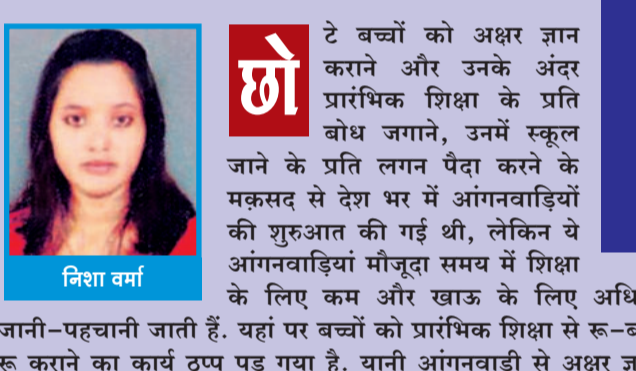 छोटे बच्चों को अक्षर ज्ञान
कराने और उनके अंदर
प्रारंभिक शिक्षा के प्रति
बोध जगाने, उनमें स्कूल
जाने के प्रति लगन पैदा करने के
मक़सद से देश भर में आंगनवाड़ियों
की शुरुआत की गई थी, लेकिन ये
आंगनवाड़ियां मौजूदा समय में शिक्षा
के लिए कम और खाऊ के लिए
जानी-पहचानी जाती हैं. यहां पर बच्चों को प्रारंभिक शिक्षा से रू-ब
रू कराने का कार्य ठप्प पड़ गया है. यानी आंगनवाड़ी से अक्षर
निशा वर्मा